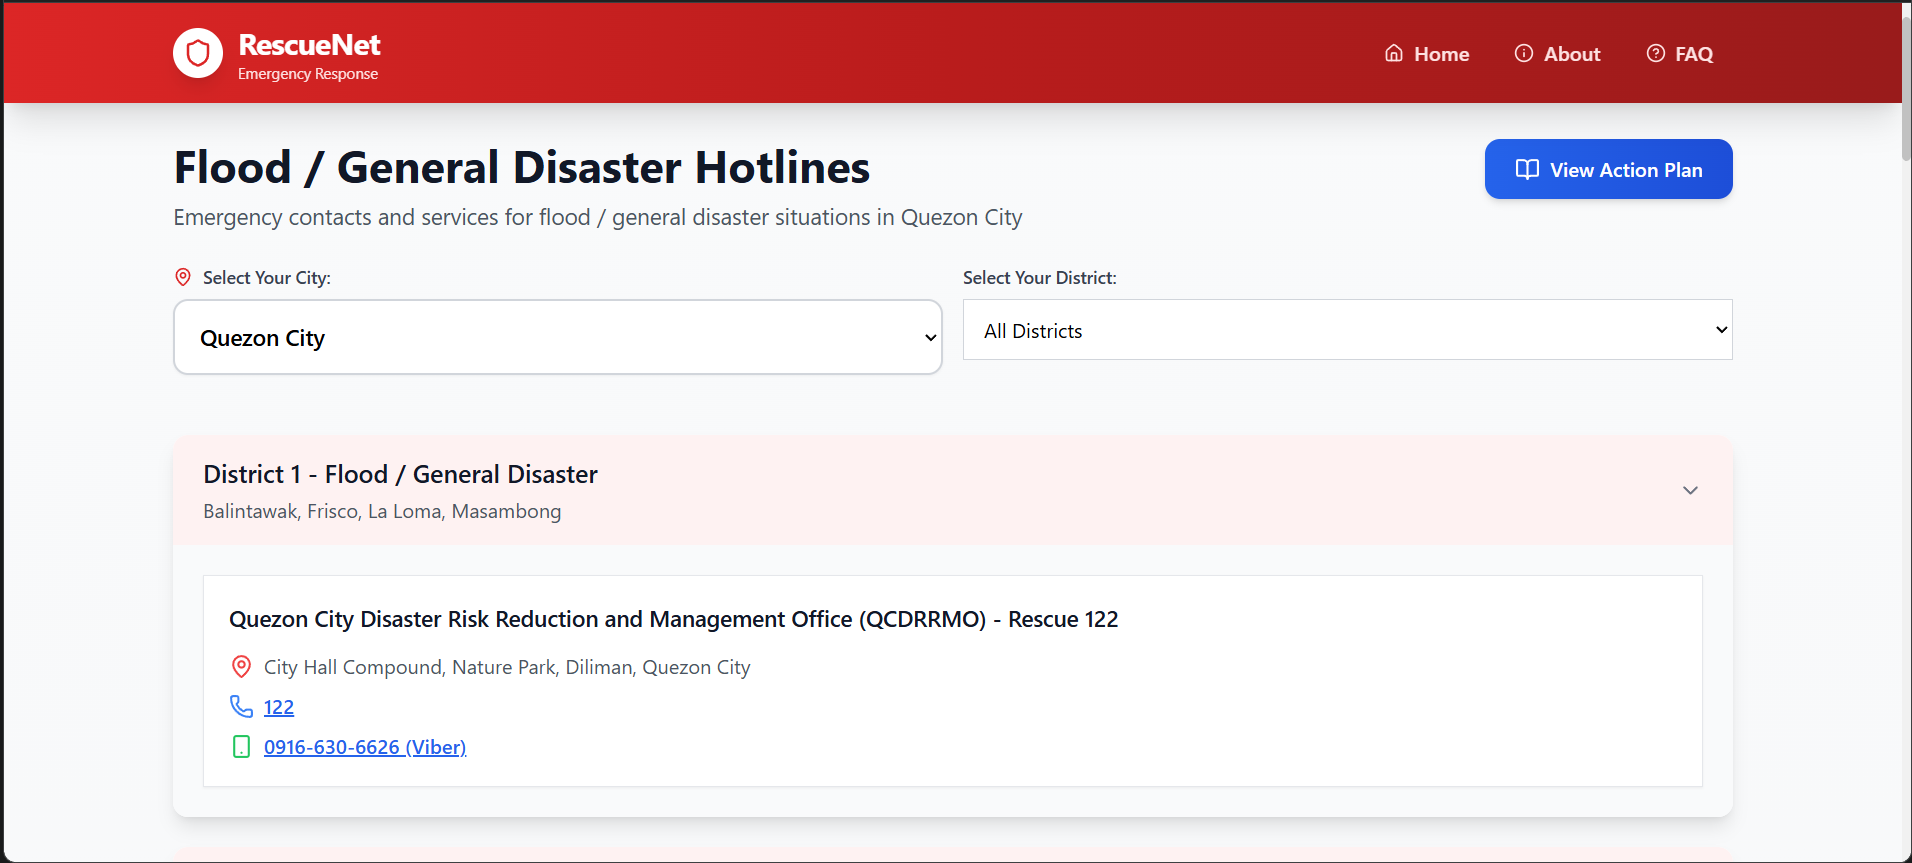 RescueNet
Emergency Response
Home
About
FAQ
Flood / General Disaster Hotlines
View Action Plan
Emergency contacts and services for flood / general disaster situations in Quezon City
Select Your City:
Select Your District:
Quezon City
All Districts
District 1 - Flood / General Disaster
Balintawak, Frisco, La Loma, Masambong
Quezon City Disaster Risk Reduction and Management Office (QCDRRMO) - Rescue 122
City Hall Compound, Nature Park, Diliman, Quezon City
122
0916-630-6626 (Viber)